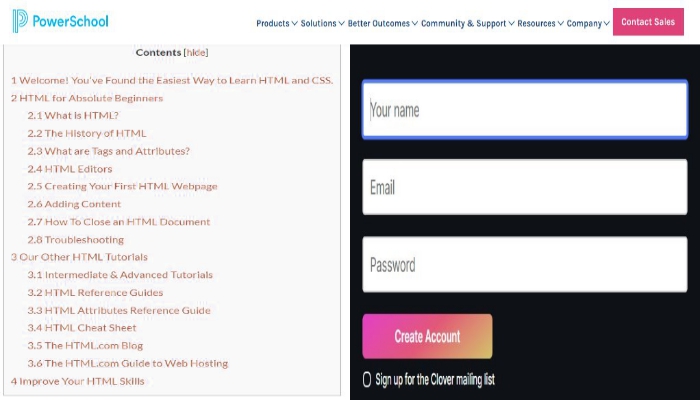 PowerSchool
Products Solutions Better Outcomes Community & Support Resources Company Contact Sales
Contents [hide]
1 Welcome! You've Found the Easiest Way to Learn HTML and CSS.
2 HTML for Absolute Beginners
2.1 What is HTML?
2.2 The History of HTML
2.3 What are Tags and Attributes?
2.4 HTML Editors
2.5 Creating Your First HTML Webpage
2.6 Adding Content
2.7 How To Close an HTML Document
2.8 Troubleshooting
3 Our Other HTML Tutorials
3.1 Intermediate & Advanced Tutorials
3.2 HTML Reference Guides
3.3 HTML Attributes Reference Guide
3.4 HTML Cheat Sheet
3.5 The HTML.com Blog
3.6 The HTML.com Guide to Web Hosting
4 Improve Your HTML Skills
Your name
Email
Password
Create Account
Sign up for the Clover mailing list